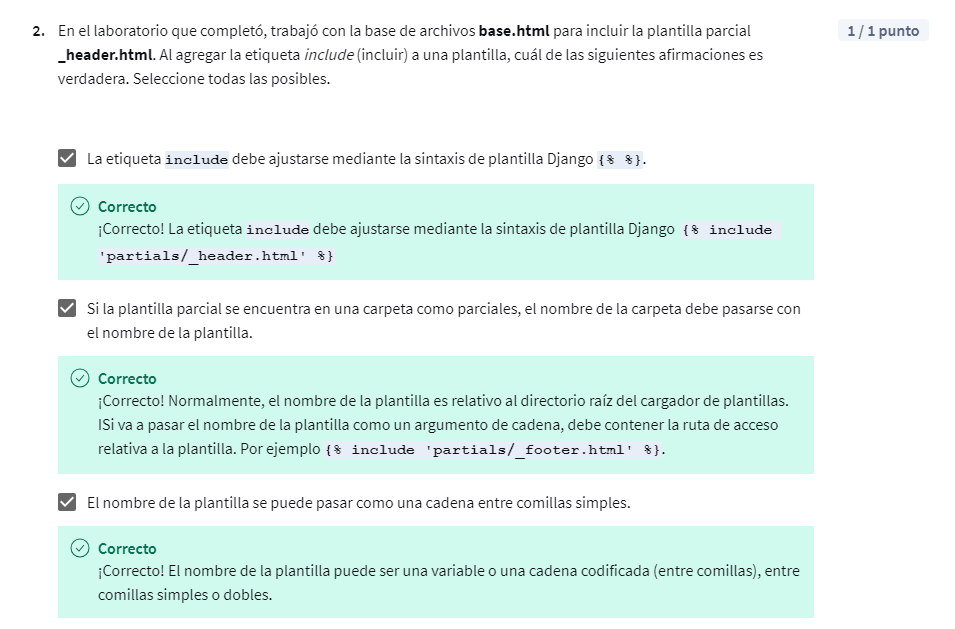 2. En el laboratorio que completó, trabajó con la base de archivos base.html para incluir la plantilla parcial
1 / 1 punto
_header.html. Al agregar la etiqueta include (incluir) a una plantilla, cuál de las siguientes afirmaciones es
verdadera. Seleccione todas las posibles.
La etiqueta include debe ajustarse mediante la sintaxis de plantilla Django {% %}.
Correcto
¡Correcto! La etiqueta include debe ajustarse mediante la sintaxis de plantilla Django {% include
'partials/_header.html' %}
Si la plantilla parcial se encuentra en una carpeta como parciales, el nombre de la carpeta debe pasarse con
el nombre de la plantilla.
Correcto
¡Correcto! Normalmente, el nombre de la plantilla es relativo al directorio raíz del cargador de plantillas.
ISi va a pasar el nombre de la plantilla como un argumento de cadena, debe contener la ruta de acceso
relativa a la plantilla. Por ejemplo {% include 'partials/_footer.html' %}.
El nombre de la plantilla se puede pasar como una cadena entre comillas simples.
Correcto
¡Correcto! El nombre de la plantilla puede ser una variable o una cadena codificada (entre comillas), entre
comillas simples o dobles.